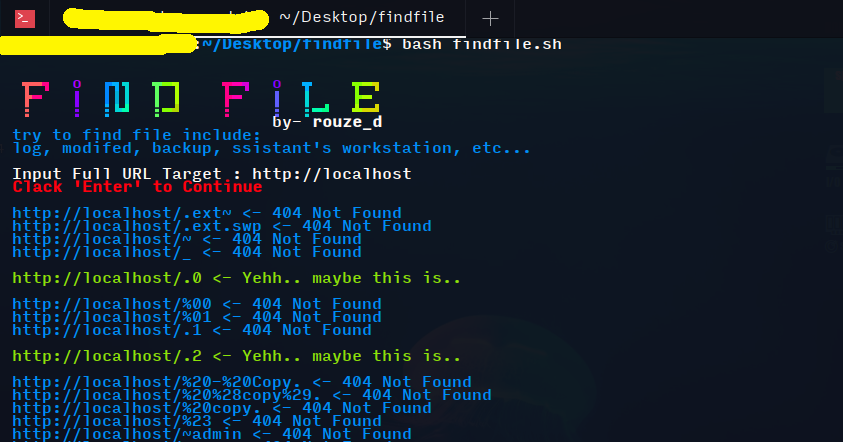 ~/Desktop/findfile
:~/Desktop/findfile$ bash findfile.sh
FiND FiLE
by- rouze_d
try to find file include:
log, modifed, backup, ssistant's workstation, etc...
Input Full URL Target : http://localhost
Clack 'Enter' to Continue
http://localhost/.ext~ <- 404 Not Found
http://localhost/.ext.swp <- 404 Not Found
http://localhost/~ <- 404 Not Found
http://localhost/_ <- 404 Not Found
http://localhost/.0 <- Yehh.. maybe this is..
http://localhost/%00 <- 404 Not Found
http://localhost/%01 <- 404 Not Found
http://localhost/.1 <- 404 Not Found
http://localhost/.2 <- Yehh.. maybe this is..
http://localhost/%20-%20Copy. <- 404 Not Found
http://localhost/%20%28copy%29. <- 404 Not Found
http://localhost/%20copy. <- 404 Not Found
http://localhost/%23 <- 404 Not Found
http://localhost/~admin <- 404 Not Found